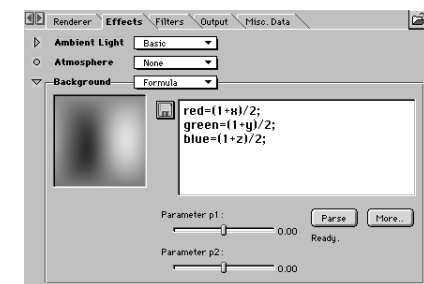 Renderer Effects Filters Output Misc. Data
Ambient Light Basic
Atmosphere None
Background Formula
red=(1+x)/2;
green=(1+y)/2;
blue=(1+z)/2;
Parameter p1:
0.00
Parse More..
Ready.
Parameter p2:
0.00